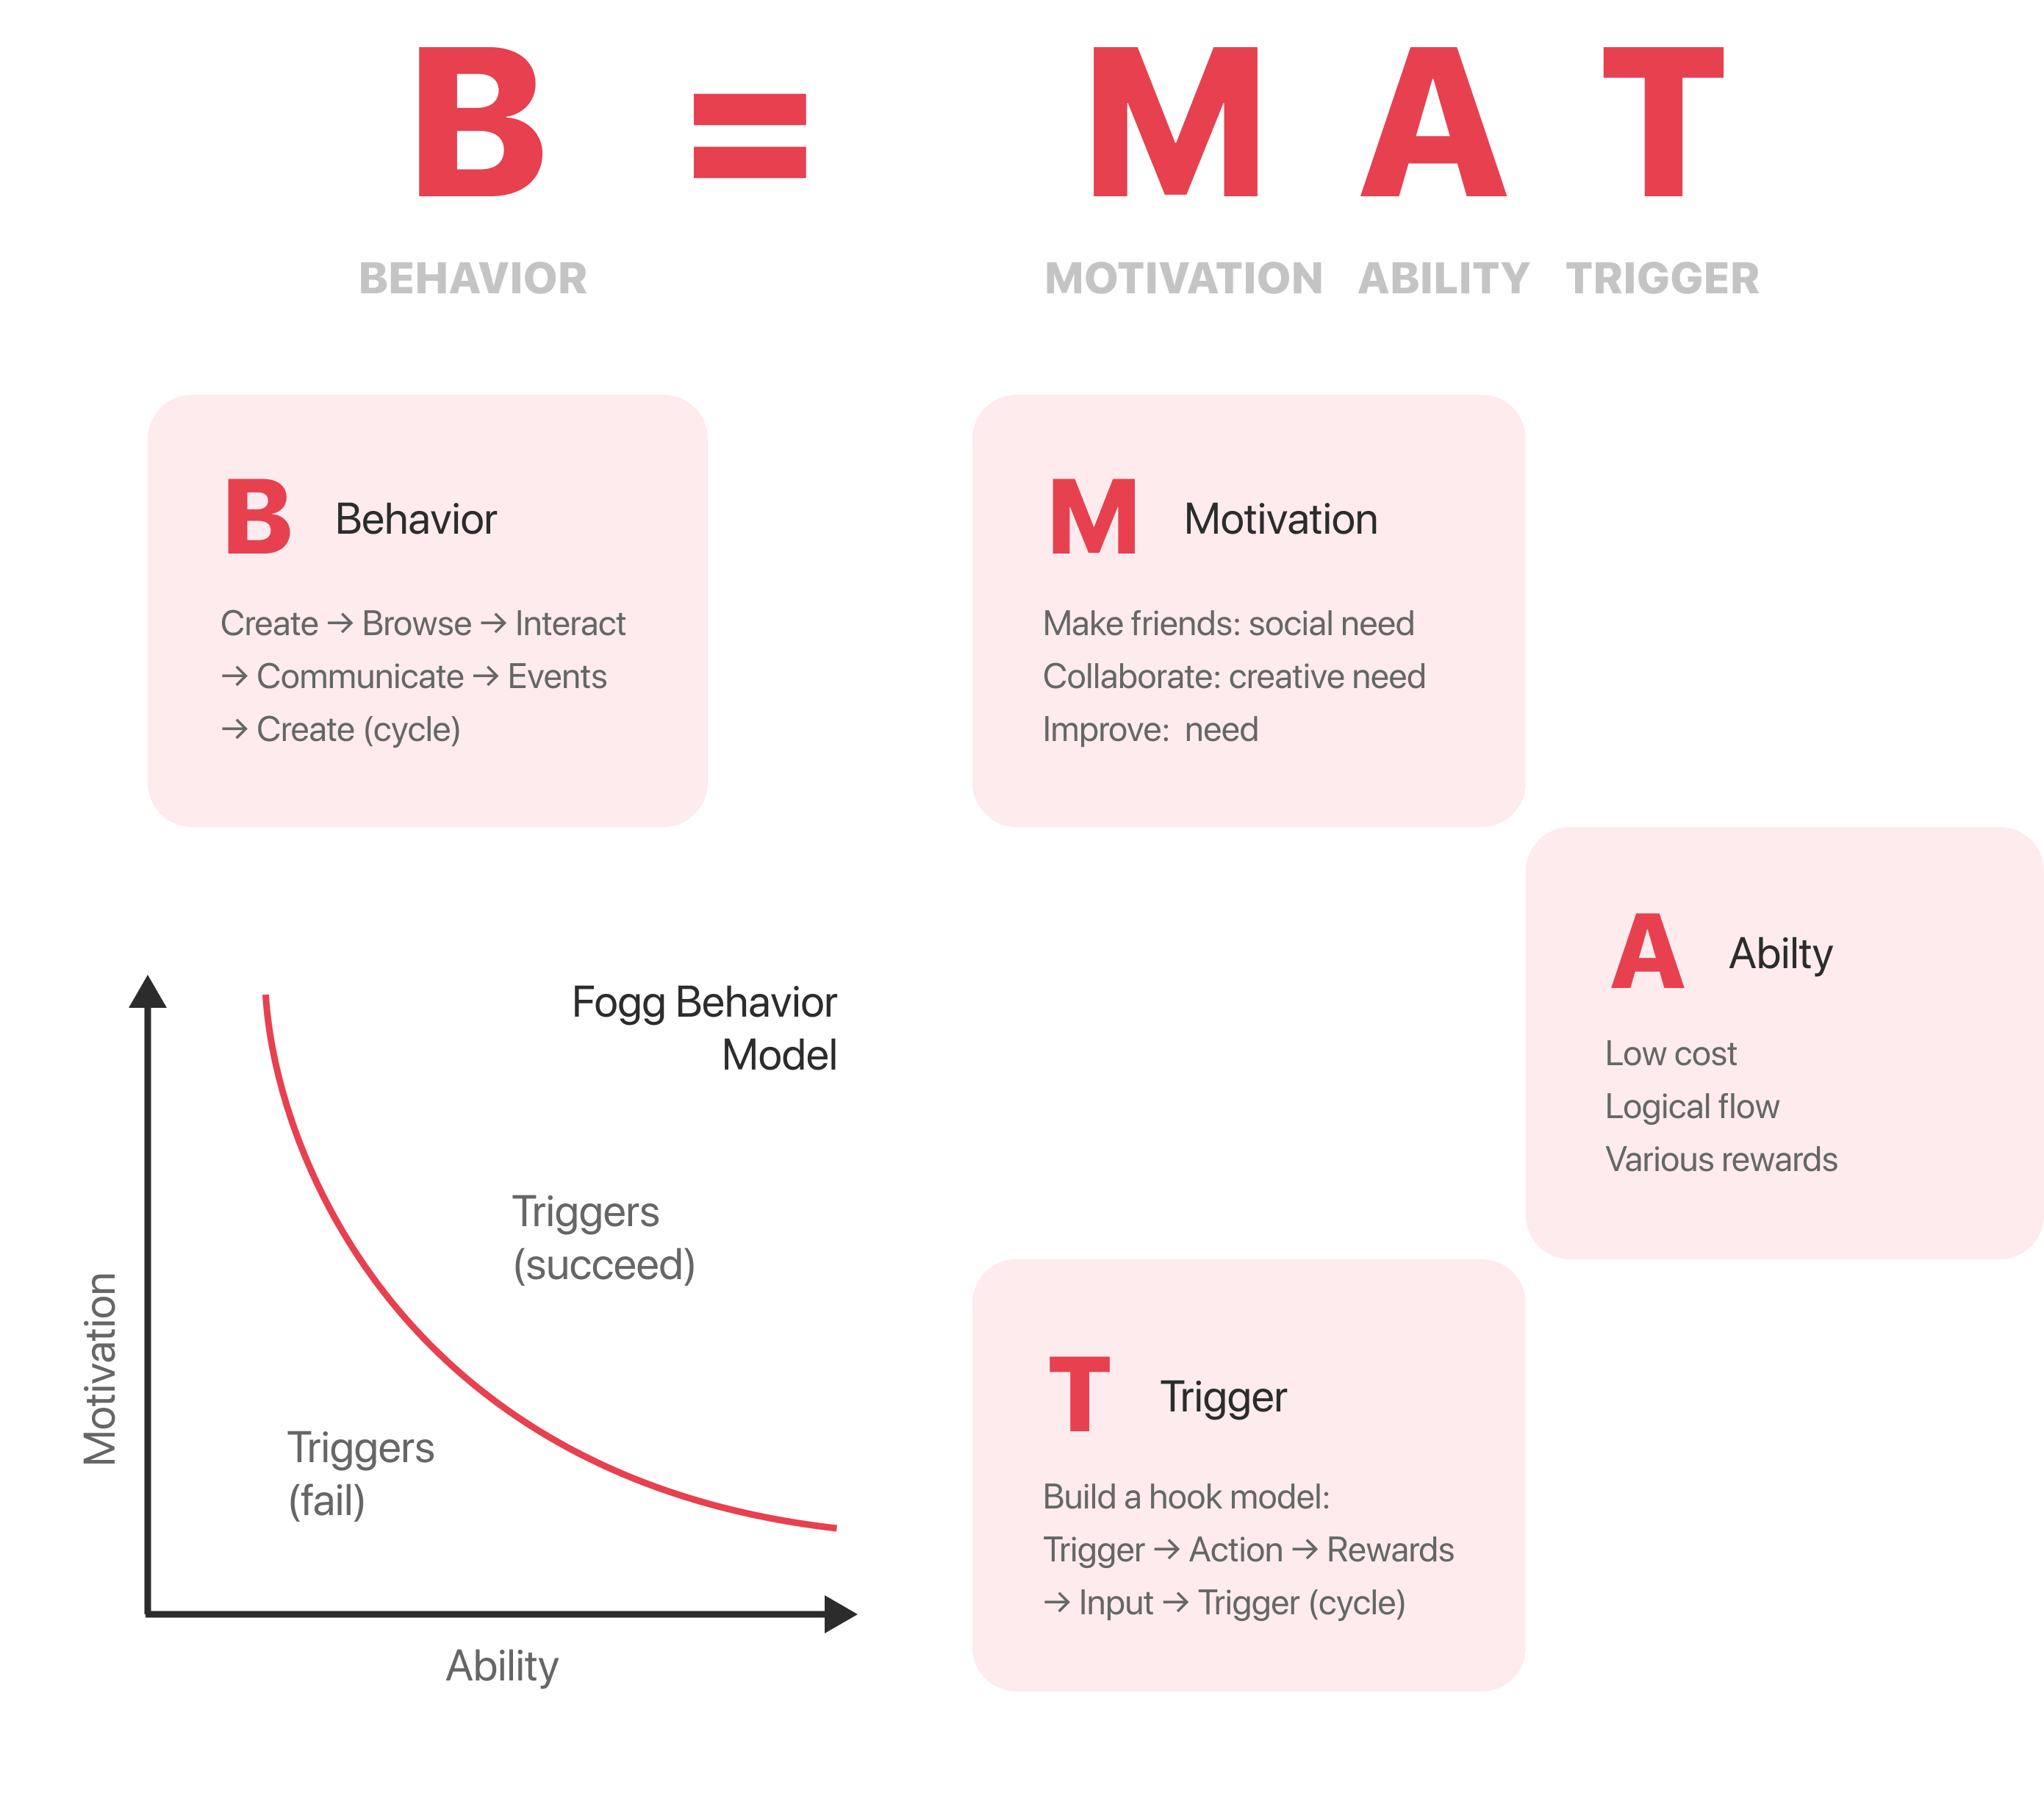 B = M A T
BEHAVIOR MOTIVATION ABILITY TRIGGER
B Behavior
Create → Browse → Interact
→ Communicate → Events
→ Create (cycle)
M Motivation
Make friends: social need
Collaborate: creative need
Improve:  need
A Abilty
Low cost
Logical flow
Various rewards
Fogg Behavior
Model
Triggers
(succeed)
Triggers
(fail)
Motivation
Ability
T Trigger
Build a hook model:
Trigger → Action → Rewards
→ Input → Trigger (cycle)